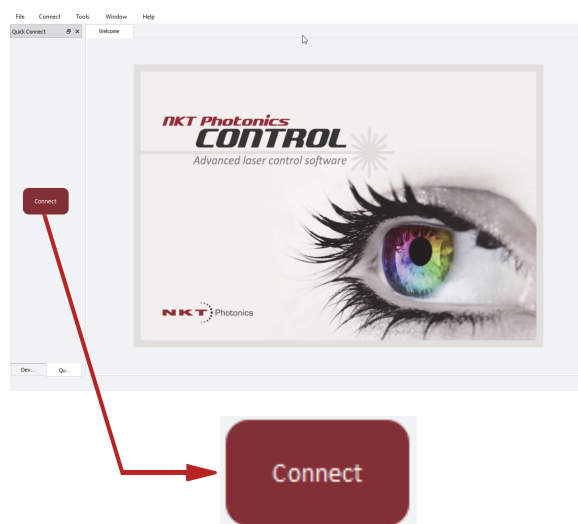 File Connect Tools Window Help
Quick Connect
Welcome
NKT Photonics
CONTROL
Advanced laser control software
Connect
NKT Photonics
Dev... Qu...
Connect